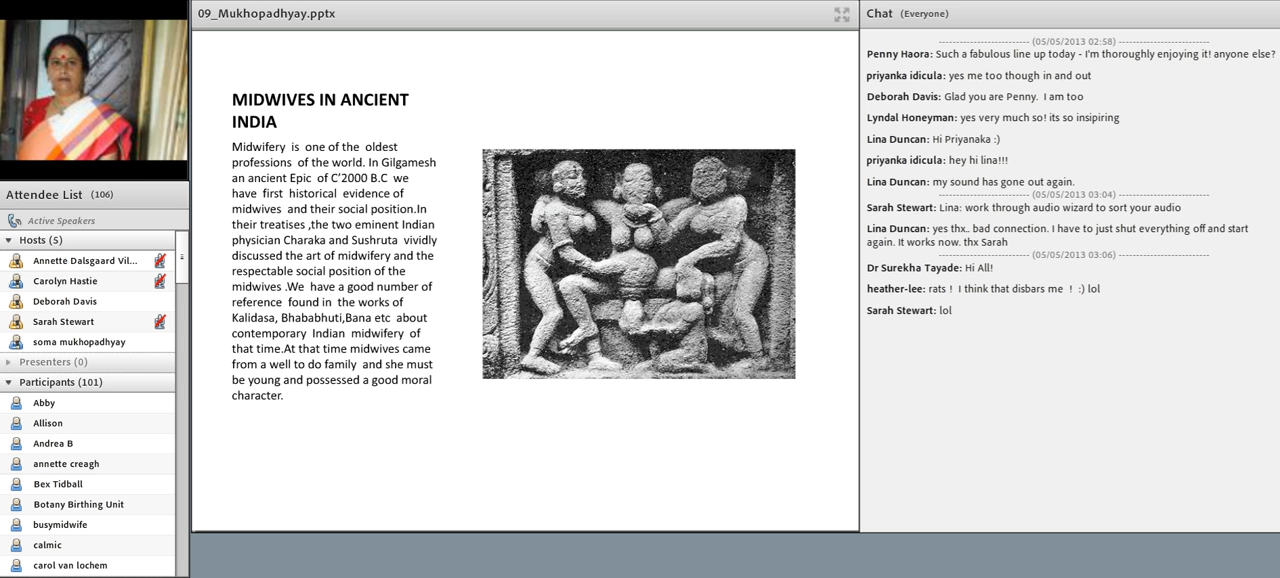 09_Mukhopadhyay.pptx
MIDWIVES IN ANCIENT
INDIA
Midwifery is one of the oldest
professions of the world. In Gilgamesh
an ancient Epic of C'2000 B.C we
have first historical evidence of
midwives and their social position.In
their treatises ,the two eminent Indian
physician Charaka and Sushruta vividly
discussed the art of midwifery and the
respectable social position of the
midwives .We have a good number of
reference found in the works of
Kalidasa, Bhababhuti,Bana etc about
contemporary Indian midwifery of
that time.At that time midwives came
from a well to do family and she must
be young and possessed a good moral
character.
Attendee List (106)
Active Speakers
Hosts (5)
Annette Dalsgaard Vil...
Carolyn Hastie
Deborah Davis
Sarah Stewart
soma mukhopadhyay
Presenters (0)
Participants (101)
Abby
Allison
Andrea B
annette creagh
Bex Tidball
Botany Birthing Unit
busymidwife
calmic
carol van lochem
Chat (Everyone)
------------------------- (05/05/2013 02:58) -------------------------
Penny Haora: Such a fabulous line up today - I'm thoroughly enjoying it! anyone else?
priyanka idicula: yes me too though in and out
Deborah Davis: Glad you are Penny. I am too
Lyndal Honeyman: yes very much so! its so insipiring
Lina Duncan: Hi Priyanaka :)
priyanka idicula: hey hi lina!!!
Lina Duncan: my sound has gone out again.
------------------------- (05/05/2013 03:04) -------------------------
Sarah Stewart: Lina: work through audio wizard to sort your audio
Lina Duncan: yes thx.. bad connection. I have to just shut everything off and start
again. It works now. thx Sarah
------------------------- (05/05/2013 03:06) -------------------------
Dr Surekha Tayade: Hi All!
heather-lee: rats ! I think that disbars me ! :) lol
Sarah Stewart: lol